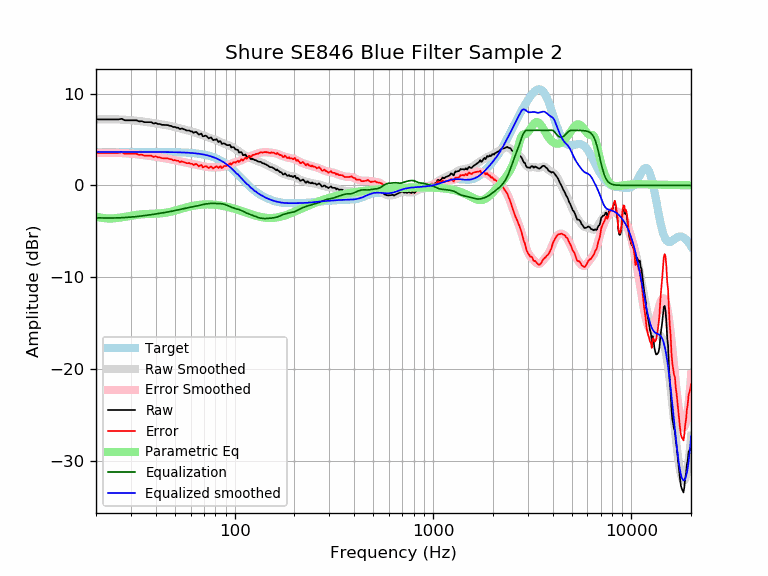 Shure SE846 Blue Filter Sample 2
10
0
−10
−20
−30
Amplitude (dBr)
Target
Raw Smoothed
Error Smoothed
Raw
Error
Parametric Eq
Equalization
Equalized smoothed
100
1000
10000
Frequency (Hz)